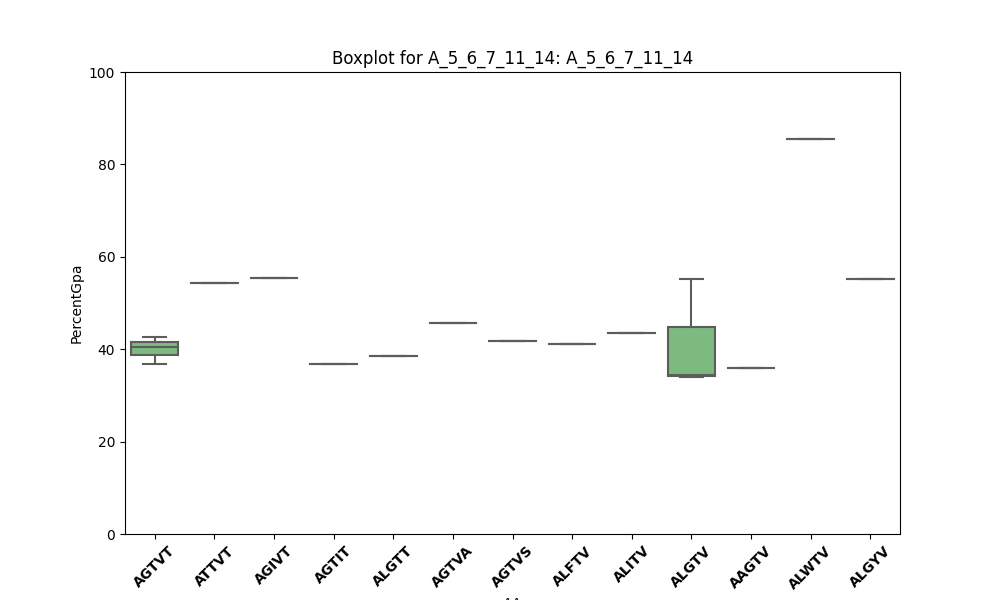 Boxplot for A_5_6_7_11_14: A_5_6_7_11_14
100
80
60
40
20
0
PercentGpa
AGTVT
ATTVT
AGIVT
AGTIT
ALGTT
AGTVA
AGTVS
ALFTV
ALITV
ALGTV
AAGTV
ALWTV
ALGYV